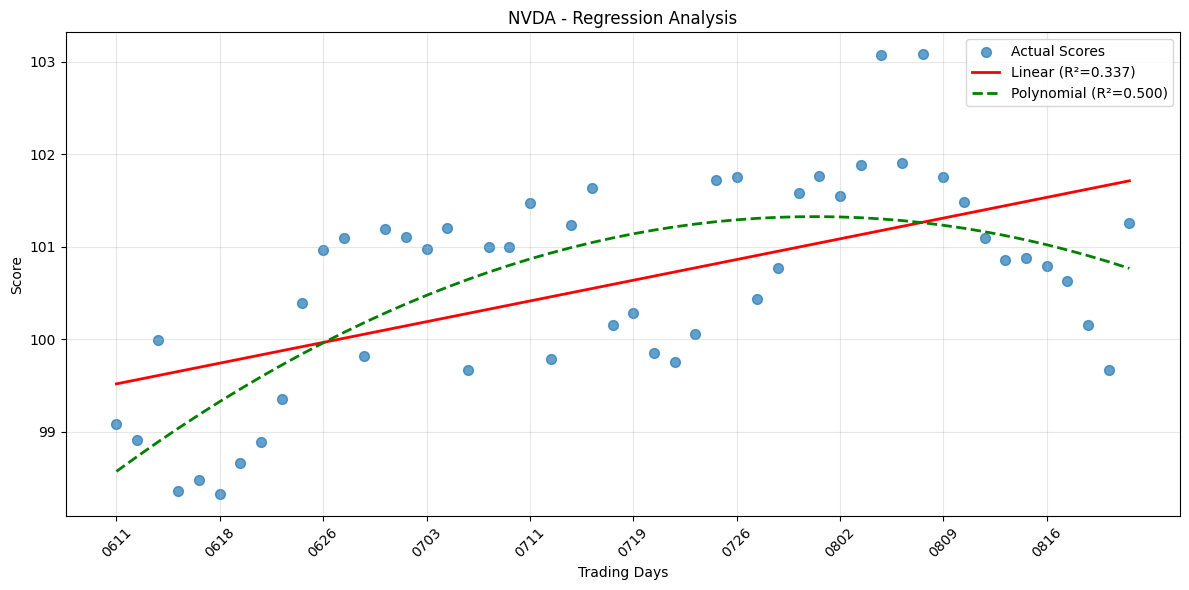 NVDA - Regression Analysis
Actual Scores
Linear (R²=0.337)
Polynomial (R²=0.500)
Score
103
102
101
100
99
0611
0618
0626
0703
0711
0719
0726
0802
0809
0816
Trading Days